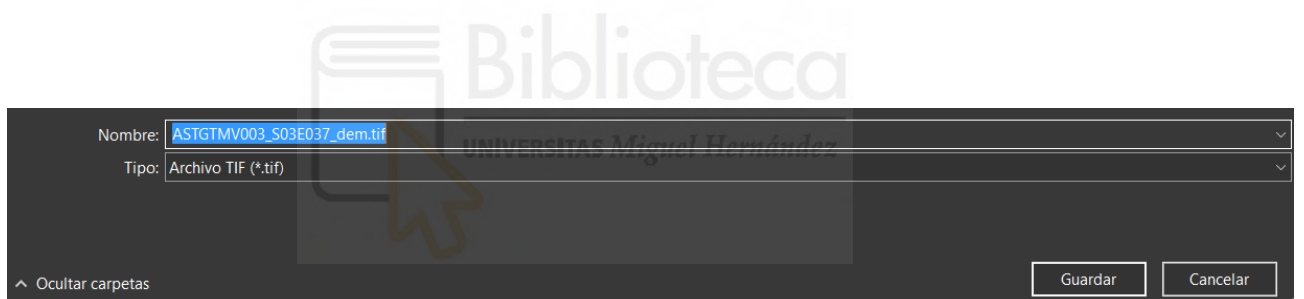 Biblioteca
UNIVERSITAS Miguel Hernández
Nombre: ASTGTMV003_S03E037_dem.tif
Tipo: Archivo TIF (*.tif)
Ocultar carpetas
Guardar Cancelar